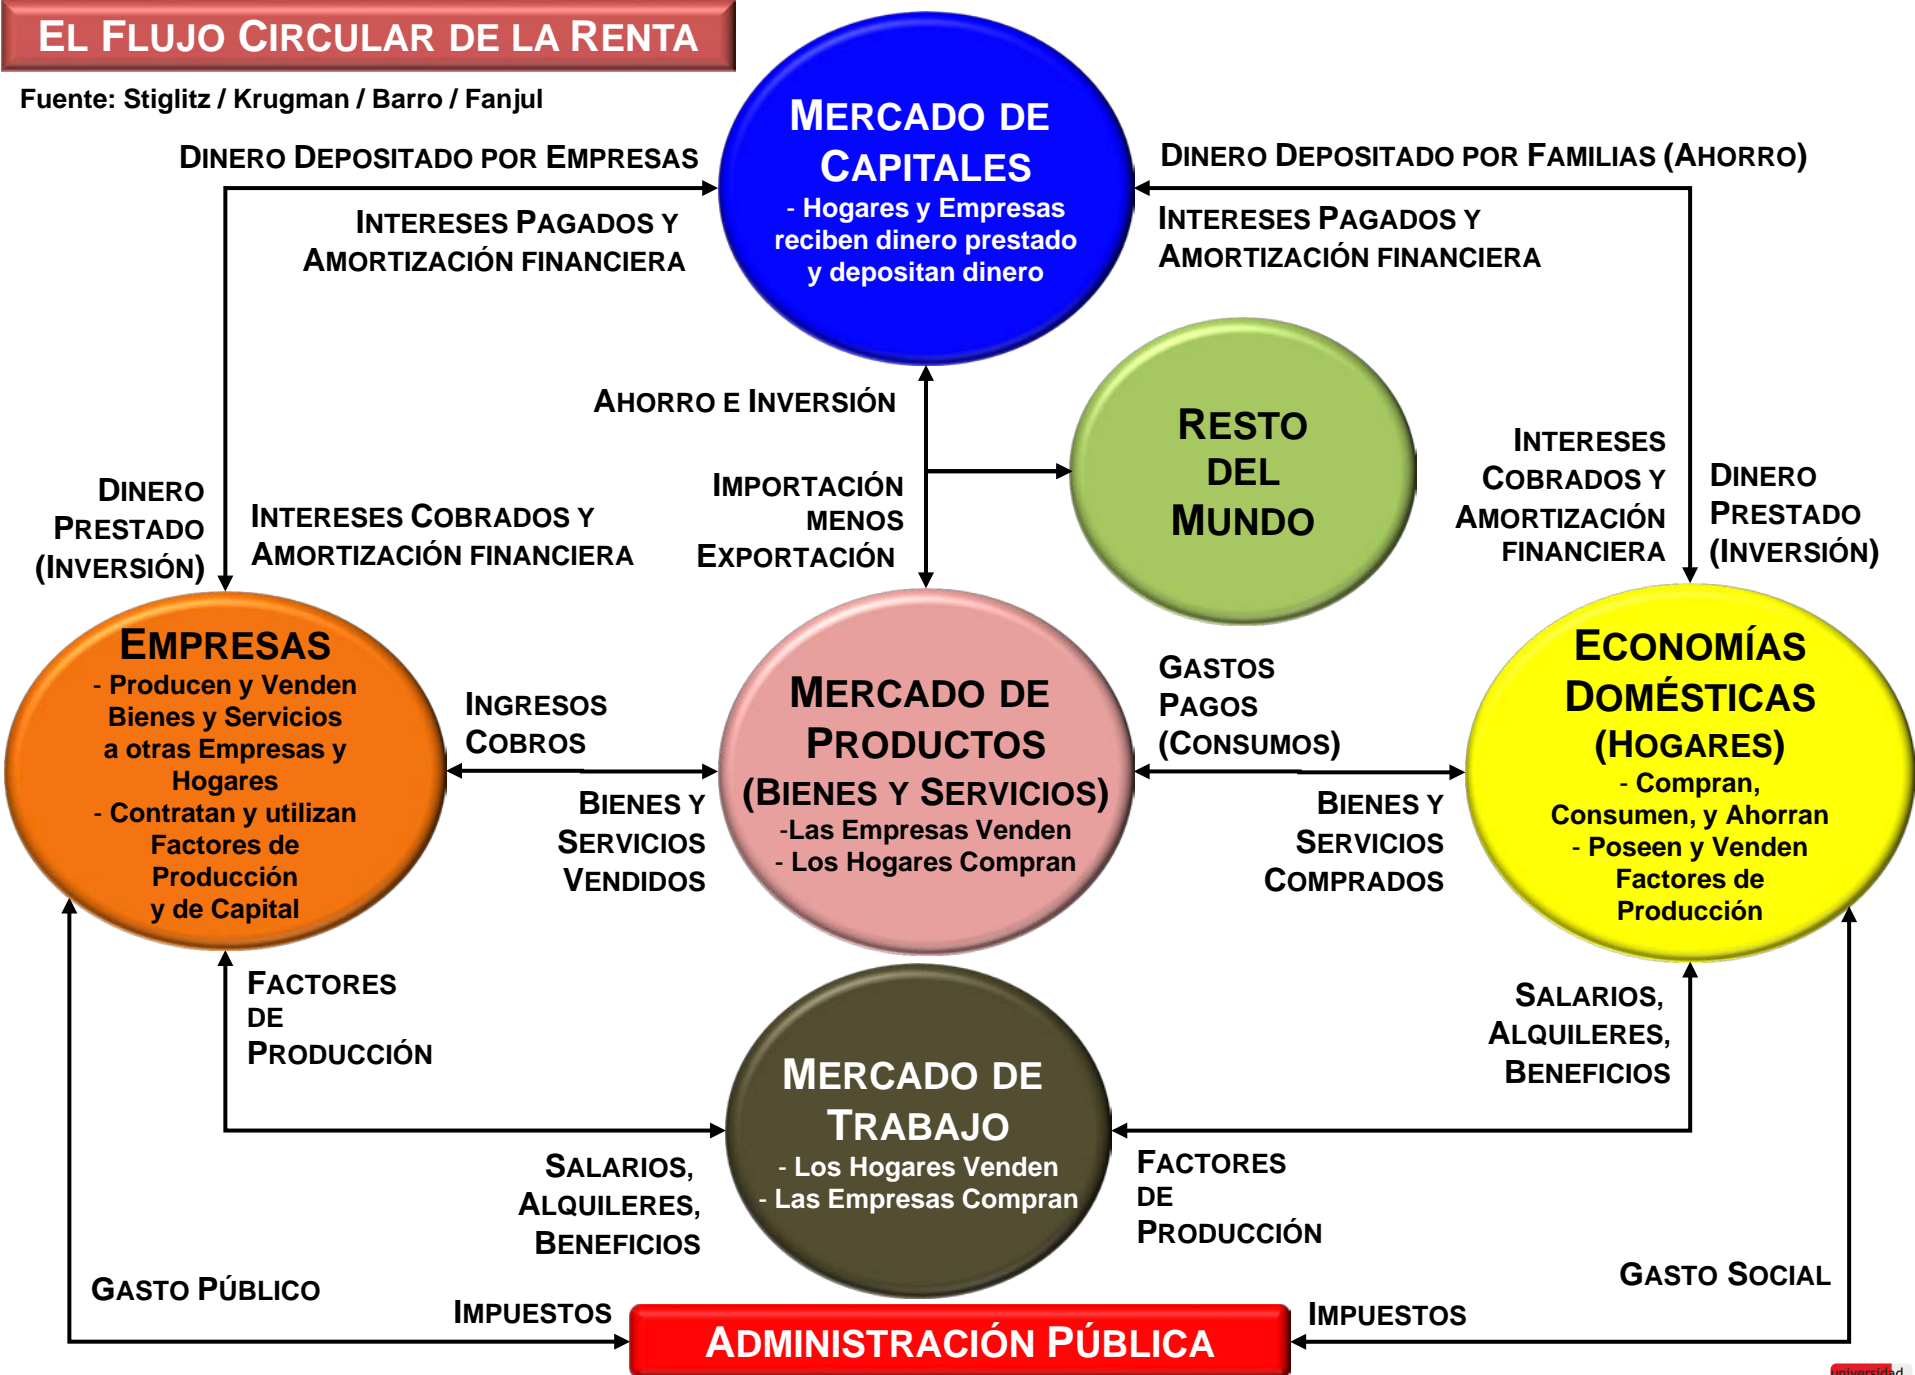 EL FLUJO CIRCULAR DE LA RENTA
Fuente: Stiglitz / Krugman / Barro / Fanjul
MERCADO DE
CAPITALES
- Hogares y Empresas
reciben dinero prestado
y depositan dinero
DINERO DEPOSITADO POR EMPRESAS
INTERESES PAGADOS Y
AMORTIZACIÓN FINANCIERA
DINERO DEPOSITADO POR FAMILIAS (AHORRO)
INTERESES PAGADOS Y
AMORTIZACIÓN FINANCIERA
AHORRO E INVERSIÓN
IMPORTACIÓN
MENOS
EXPORTACIÓN
RESTO
DEL
MUNDO
DINERO
PRESTADO
(INVERSIÓN)
INTERESES COBRADOS Y
AMORTIZACIÓN FINANCIERA
INTERESES
COBRADOS Y
AMORTIZACIÓN
FINANCIERA
DINERO
PRESTADO
(INVERSIÓN)
EMPRESAS
- Producen y Venden
Bienes y Servicios
a otras Empresas y
Hogares
- Contratan y utilizan
Factores de
Producción
y de Capital
INGRESOS
COBROS
BIENES Y
SERVICIOS
VENDIDOS
MERCADO DE
PRODUCTOS
(BIENES Y SERVICIOS)
-Las Empresas Venden
- Los Hogares Compran
GASTOS
PAGOS
(CONSUMOS)
BIENES Y
SERVICIOS
COMPRADOS
ECONOMÍAS
DOMÉSTICAS
(HOGARES)
- Compran,
Consumen, y Ahorran
- Poseen y Venden
Factores de
Producción
FACTORES
DE
PRODUCCIÓN
SALARIOS,
ALQUILERES,
BENEFICIOS
MERCADO DE
TRABAJO
- Los Hogares Venden
- Las Empresas Compran
SALARIOS,
ALQUILERES,
BENEFICIOS
FACTORES
DE
PRODUCCIÓN
GASTO PÚBLICO
IMPUESTOS
ADMINISTRACIÓN PÚBLICA
IMPUESTOS
GASTO SOCIAL
universidad